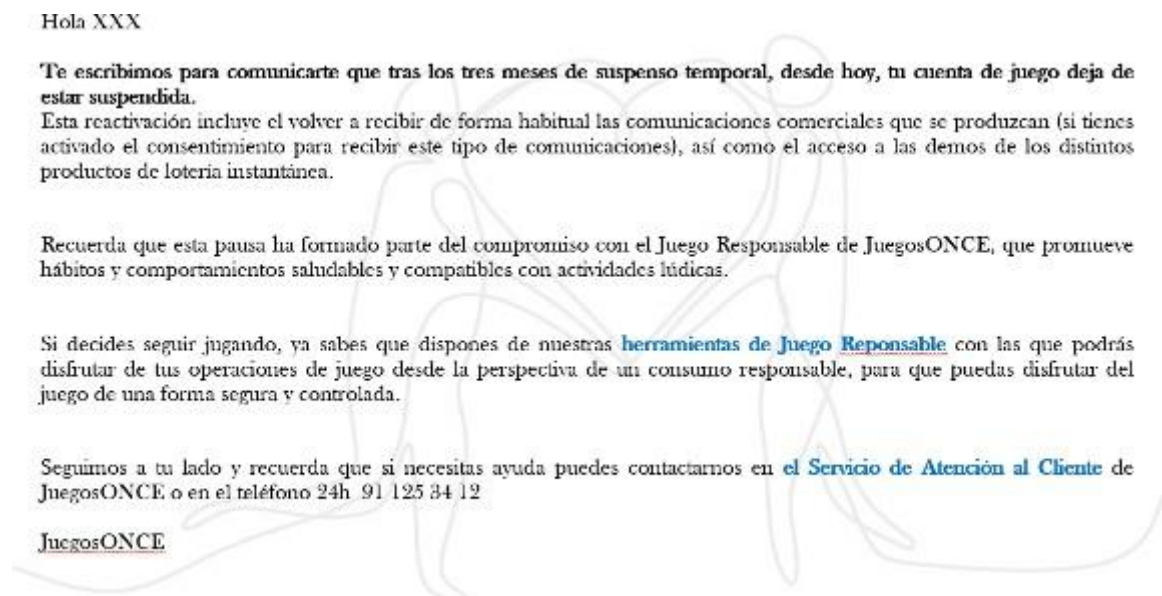 Hola XXX
Te escribimos para comunicarte que tras los tres meses de suspenso temporal, desde hoy, tu cuenta de juego deja de
estar suspendida.
Esta reactivación incluye el volver a recibir de forma habitual las comunicaciones comerciales que se produzcan (si tienes
activado el consentimiento para recibir este tipo de comunicaciones), así como el acceso a las demos de los distintos
productos de lotería instantánea.
Recuerda que esta pausa ha formado parte del compromiso con el Juego Responsable de JuegosONCE, que promueve
hábitos y comportamientos saludables y compatibles con actividades lúdicas.
Si decides seguir jugando, ya sabes que dispones de nuestras herramientas de Juego Reponsable con las que podrás
disfrutar de tus operaciones de juego desde la perspectiva de un consumo responsable, para que puedas disfrutar del
juego de una forma segura y controlada.
Seguimos a tu lado y recuerda que si necesitas ayuda puedes contactarnos en el Servicio de Atención al Cliente de
JuegosONCE o en el teléfono 24h 91 125 34 12
JuegosONCE